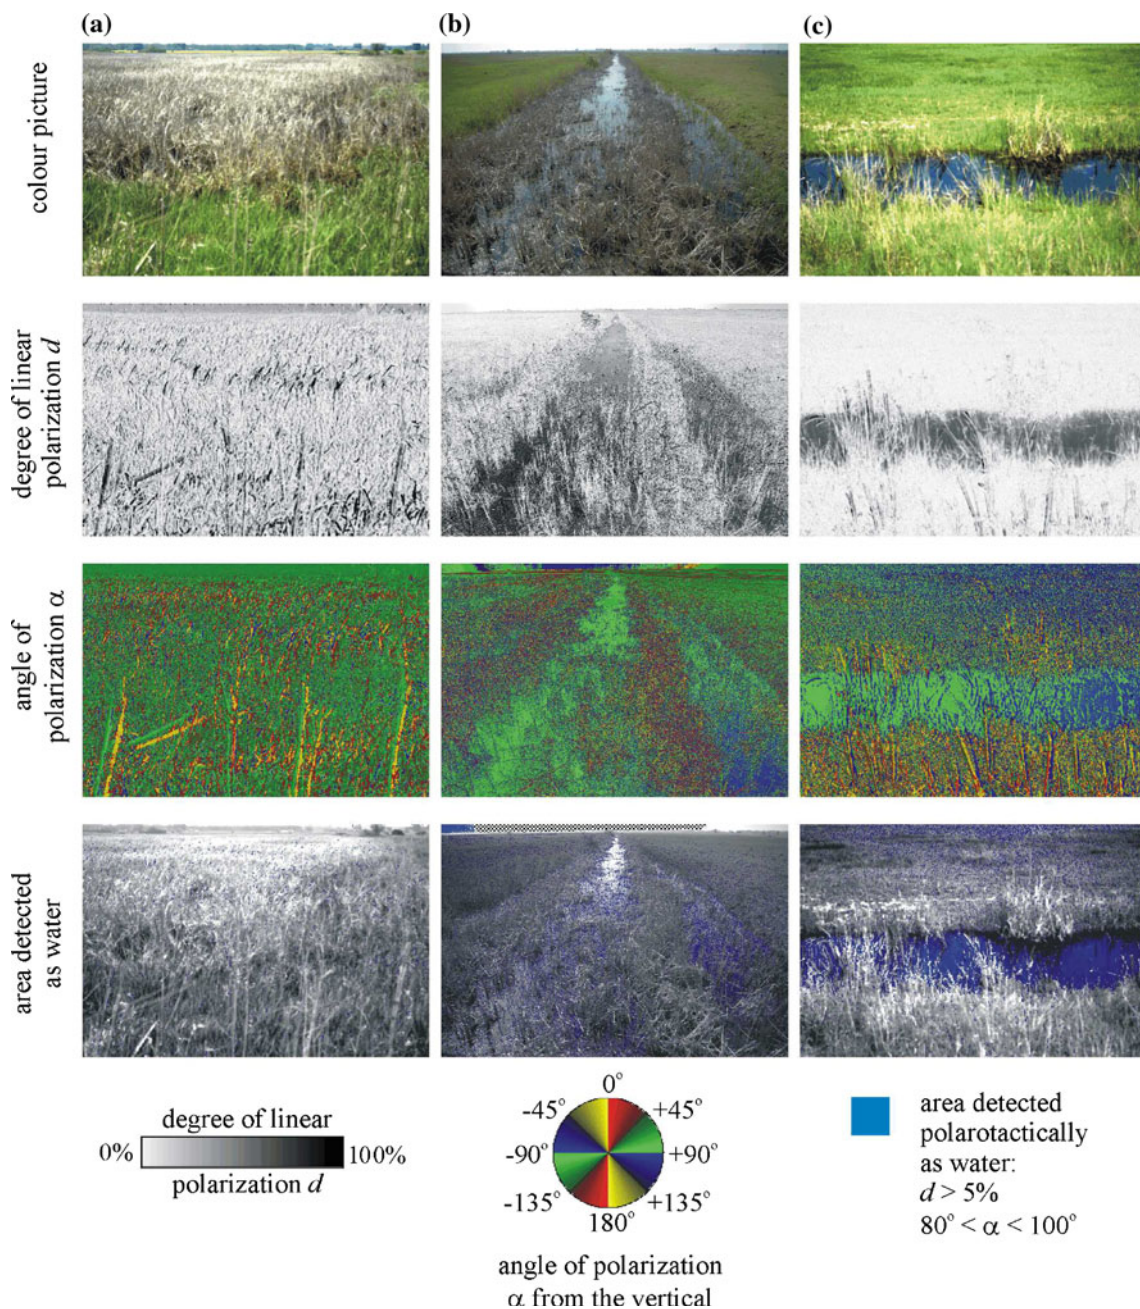 (a) (b) (c)
colour picture
degree of linear
polarization d
angle of
polarization α
area detected
as water
degree of linear
0% 100%
polarization d
0°
-45° +45°
-90° +90°
-135° +135°
180°
angle of polarization
α from the vertical
area detected
polarotactically
as water:
d > 5%
80° < α < 100°